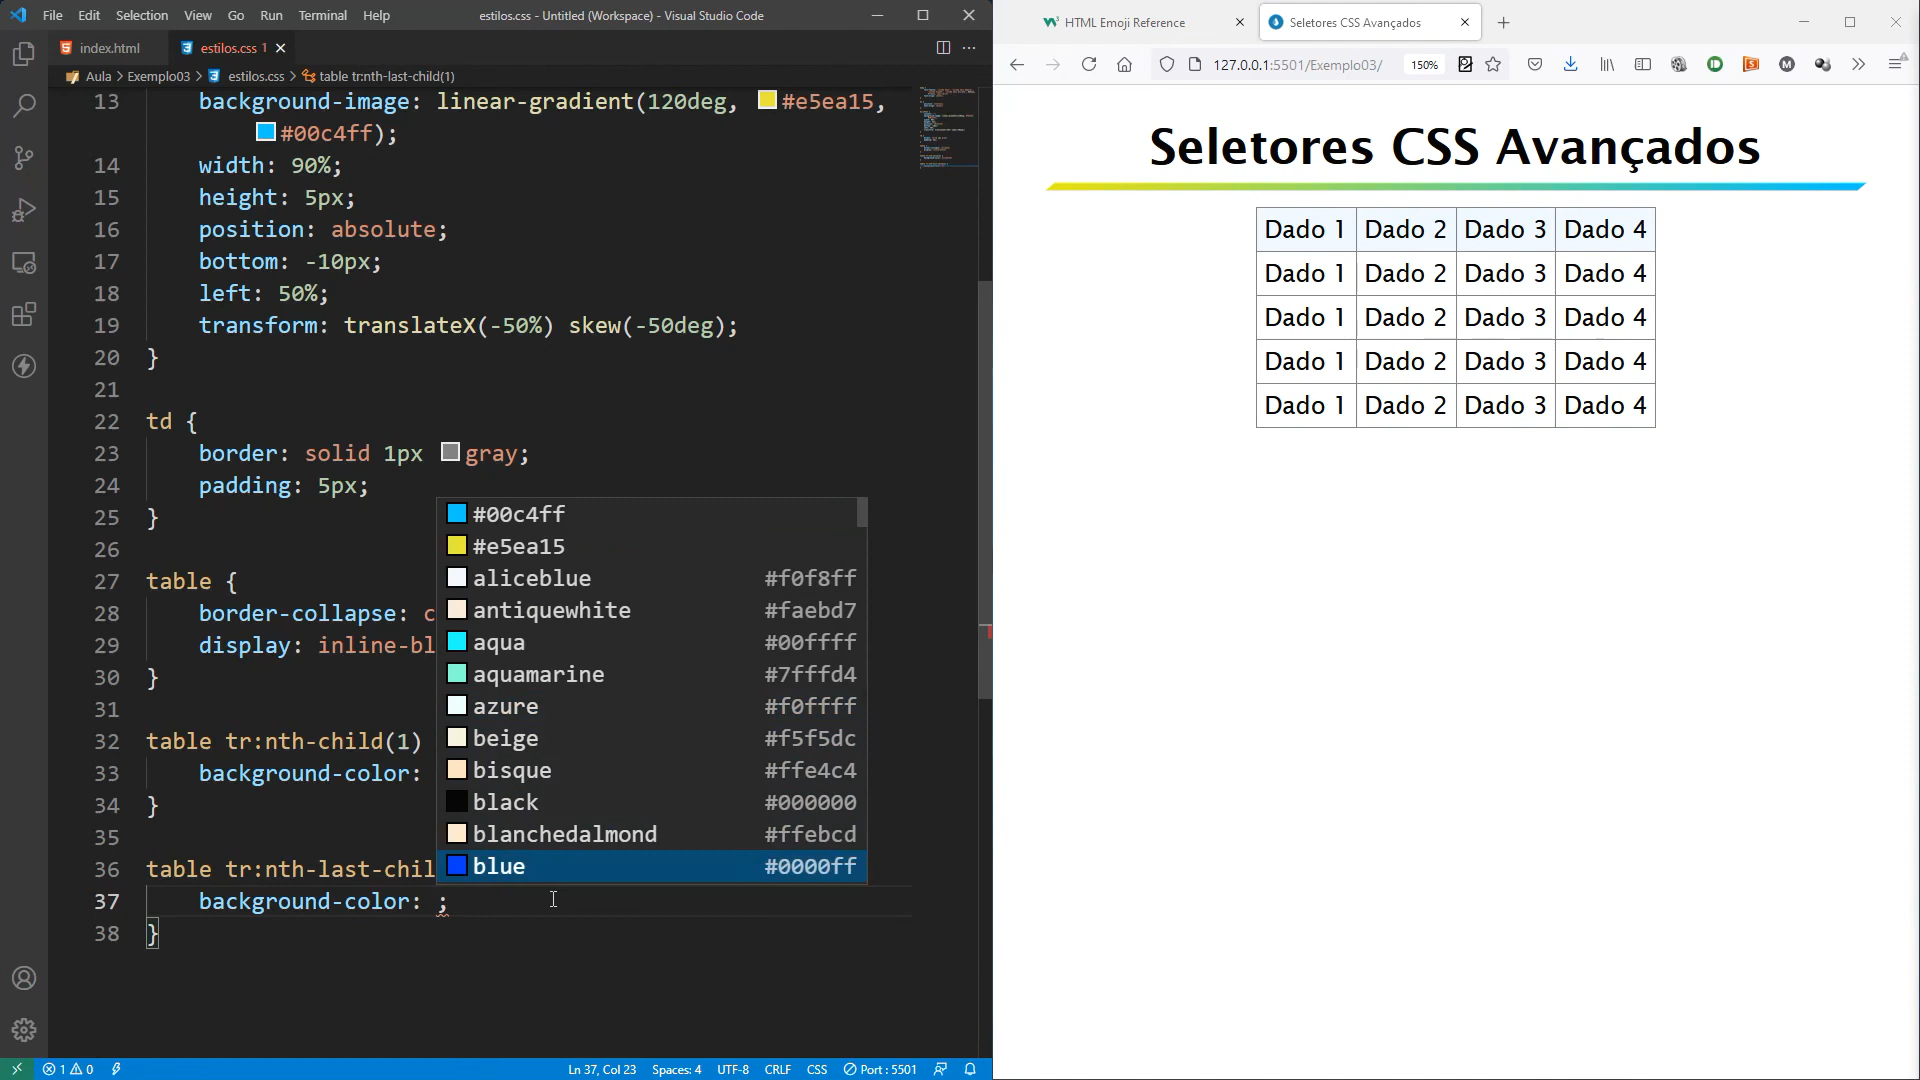 File Edit Selection View Go Run Terminal Help estilos.css - Untitled (Workspace) - Visual Studio Code
index.html estilos.css 1
Aula > Exemplo03 > estilos.css > table tr:nth-last-child(1)
13 background-image: linear-gradient(120deg, #e5ea15,
#00c4ff);
14 width: 90%;
15 height: 5px;
16 position: absolute;
17 bottom: -10px;
18 left: 50%;
19 transform: translateX(-50%) skew(-50deg);
20 }
21
22 td {
23 border: solid 1px gray;
24 padding: 5px;
25 }
26
27 table {
28 border-collapse: c
29 display: inline-bl
30 }
31
32 table tr:nth-child(1)
33 background-color:
34 }
35
36 table tr:nth-last-chil
37 background-color: ;
38 }
#00c4ff
#e5ea15
aliceblue #f0f8ff
antiquewhite #faebd7
aqua #00ffff
aquamarine #7fffd4
azure #f0ffff
beige #f5f5dc
bisque #ffe4c4
black #000000
blanchedalmond #ffebcd
blue #0000ff
1 0 Ln 37, Col 23 Spaces: 4 UTF-8 CRLF CSS Port : 5501
HTML Emoji Reference Seletores CSS Avançados
127.0.0.1:5501/Exemplo03/ 150%
Seletores CSS Avançados
Dado 1 Dado 2 Dado 3 Dado 4
Dado 1 Dado 2 Dado 3 Dado 4
Dado 1 Dado 2 Dado 3 Dado 4
Dado 1 Dado 2 Dado 3 Dado 4
Dado 1 Dado 2 Dado 3 Dado 4